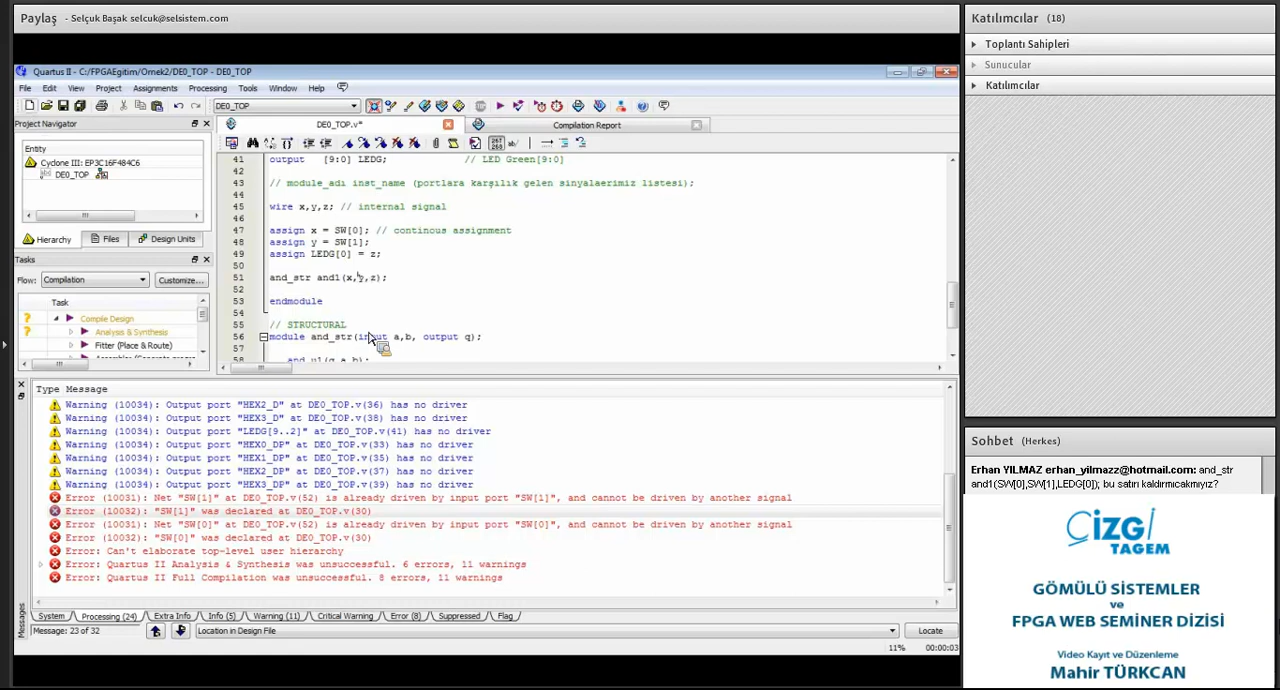 Paylaş - Selçuk Başak selcuk@selsistem.com
Quartus II - C:/FPGAEgitim/Ornek2/DE0_TOP - DE0_TOP
File Edit View Project Assignments Processing Tools Window Help
DE0_TOP
Project Navigator
DE0_TOP.v*
Compilation Report
Entity
Cyclone III: EP3C16F484C6
DE0_TOP
Hierarchy Files Design Units
Tasks
Flow: Compilation Customize...
Task
Compile Design
Analysis & Synthesis
Fitter (Place & Route)
41 output [9:0] LEDG; // LED Green[9:0]
42
43 // module_adı inst_name (portlara karşılık gelen sinyalaerimiz listesi);
44
45 wire x,y,z; // internal signal
46
47 assign x = SW[0]; // continous assignment
48 assign y = SW[1];
49 assign LEDG[0] = z;
50
51 and_str and1(x,y,z);
52
53 endmodule
54
55 // STRUCTURAL
56 module and_str(input a,b, output q);
57
58 and u1(q,a,b);
Type Message
Warning (10034): Output port "HEX2_D" at DE0_TOP.v(36) has no driver
Warning (10034): Output port "HEX3_D" at DE0_TOP.v(38) has no driver
Warning (10034): Output port "LEDG[9..2]" at DE0_TOP.v(41) has no driver
Warning (10034): Output port "HEX0_DP" at DE0_TOP.v(33) has no driver
Warning (10034): Output port "HEX1_DP" at DE0_TOP.v(35) has no driver
Warning (10034): Output port "HEX2_DP" at DE0_TOP.v(37) has no driver
Warning (10034): Output port "HEX3_DP" at DE0_TOP.v(39) has no driver
Error (10031): Net "SW[1]" at DE0_TOP.v(52) is already driven by input port "SW[1]", and cannot be driven by another signal
Error (10032): "SW[1]" was declared at DE0_TOP.v(30)
Error (10031): Net "SW[0]" at DE0_TOP.v(52) is already driven by input port "SW[0]", and cannot be driven by another signal
Error (10032): "SW[0]" was declared at DE0_TOP.v(30)
Error: Can't elaborate top-level user hierarchy
Error: Quartus II Analysis & Synthesis was unsuccessful. 6 errors, 11 warnings
Error: Quartus II Full Compilation was unsuccessful. 8 errors, 11 warnings
System Processing (24) Extra Info Info (5) Warning (11) Critical Warning Error (8) Suppressed Flag
Messages
Message: 23 of 32
Location in Design File
Locate
11% 00:00:03
Katılımcılar (18)
Toplantı Sahipleri
Sunucular
Katılımcılar
Sohbet (Herkes)
Erhan YILMAZ erhan_yilmazz@hotmail.com: and_str
and1(SW[0],SW[1],LEDG[0]); bu satırı kaldırmıcakmıyız?
ÇİZGİ
TAGEM
GÖMÜLÜ SİSTEMLER
ve
FPGA WEB SEMİNER DİZİSİ
Video Kayıt ve Düzenleme
Mahir TÜRKCAN